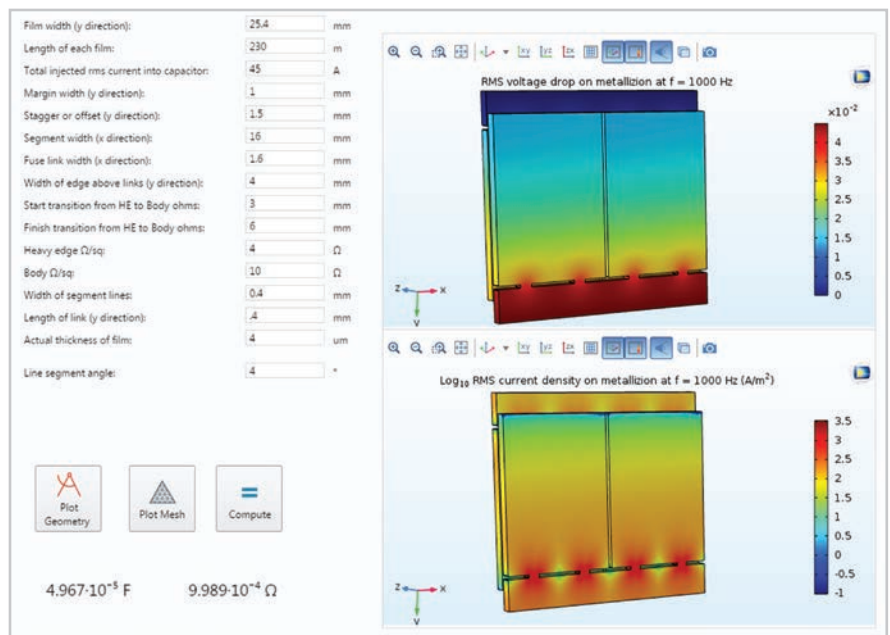 Film width (y direction): 25.4 mm
Length of each film: 230 m
Total injected rms current into capacitor: 45 A
Margin width (y direction): 1 mm
Stagger or offset (y direction): 1.5 mm
Segment width (x direction): 16 mm
Fuse link width (x direction): 1.6 mm
Width of edge above links (y direction): 4 mm
Start transition from HE to Body ohms: 3 mm
Finish transition from HE to Body ohms: 6 mm
Heavy edge Ω/sq: 4 Ω
Body Ω/sq: 10 Ω
Width of segment lines: 0.4 mm
Length of link (y direction): .4 mm
Actual thickness of film: 4 um
Line segment angle: 4 °
Plot Geometry
Plot Mesh
Compute
4.967·10⁻⁵ F 9.989·10⁻⁴ Ω
xy yz zx
RMS voltage drop on metallizion at f = 1000 Hz
×10⁻²
4
3.5
3
2.5
2
1.5
1
0.5
0
z x
y
xy yz zx
Log₁₀ RMS current density on metallizion at f = 1000 Hz (A/m²)
3.5
3
2.5
2
1.5
1
0.5
0
-0.5
-1
z x
y